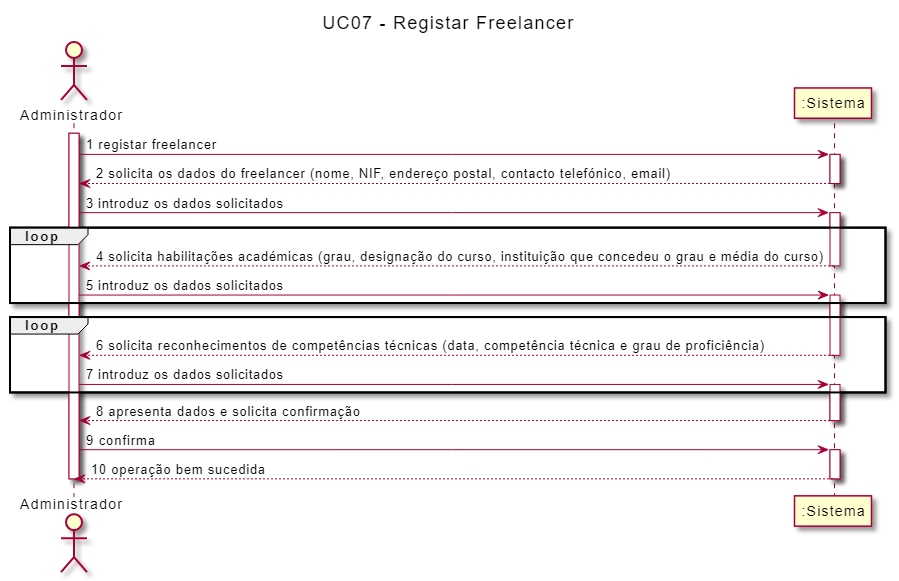 UC07 - Registar Freelancer
Administrador
:Sistema
1 registar freelancer
2 solicita os dados do freelancer (nome, NIF, endereço postal, contacto telefónico, email)
3 introduz os dados solicitados
loop
4 solicita habilitações académicas (grau, designação do curso, instituição que concedeu o grau e média do curso)
5 introduz os dados solicitados
loop
6 solicita reconhecimentos de competências técnicas (data, competência técnica e grau de proficiência)
7 introduz os dados solicitados
8 apresenta dados e solicita confirmação
9 confirma
10 operação bem sucedida
Administrador
:Sistema